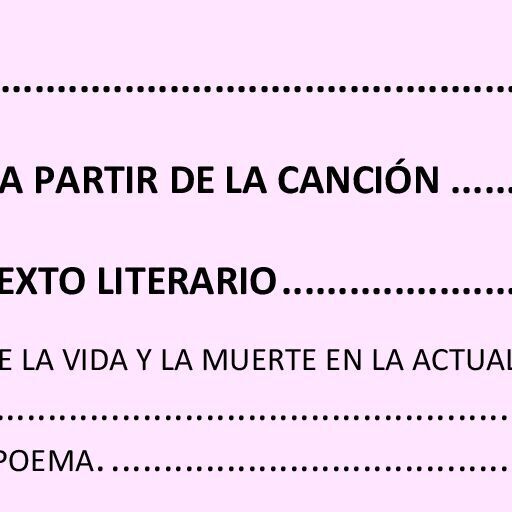 ..............................................
A PARTIR DE LA CANCIÓN ......
EXTO LITERARIO.....................
E LA VIDA Y LA MUERTE EN LA ACTUAL
........................................
POEMA. ................................